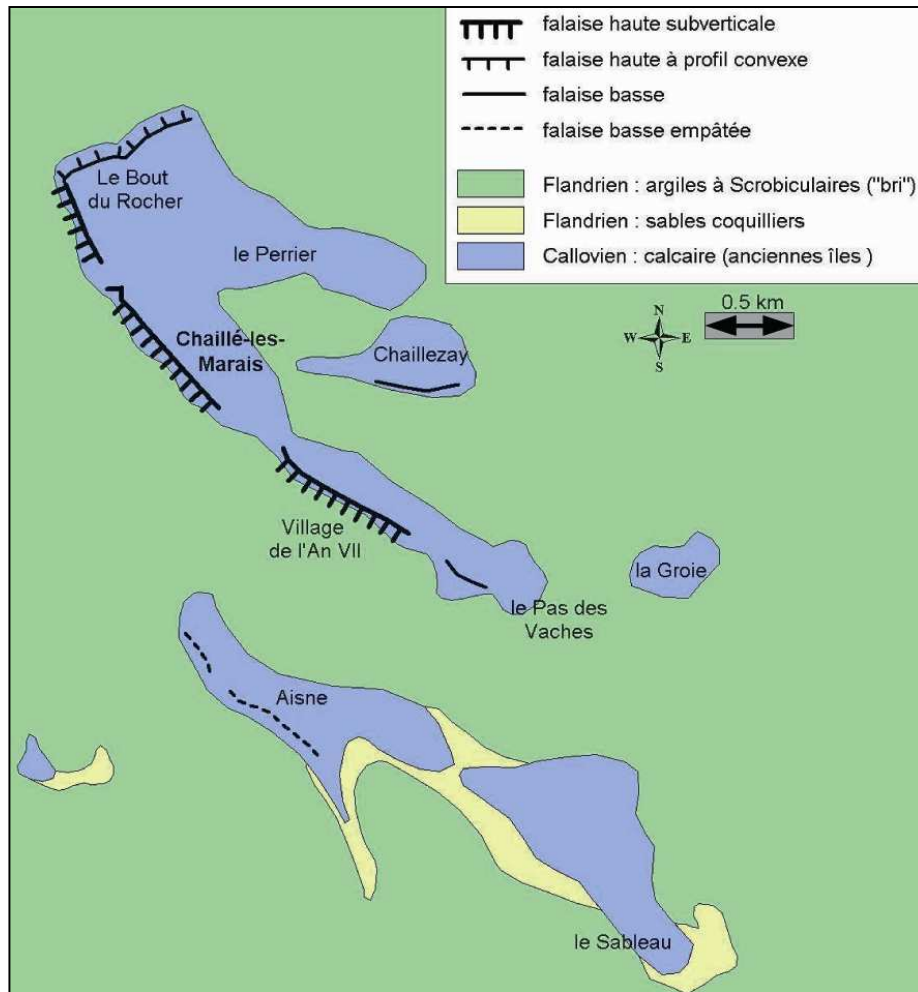 falaise haute subverticale
falaise haute à profil convexe
falaise basse
falaise basse empâtée
Flandrien : argiles à Scrobiculaires ("bri")
Flandrien : sables coquilliers
Callovien : calcaire (anciennes îles )
0.5 km
N
W
E
S
Le Bout
du Rocher
le Perrier
Chaillé-les-
Marais
Chaillezay
Village
de l'An VII
la Groie
le Pas des
Vaches
Aisne
le Sableau